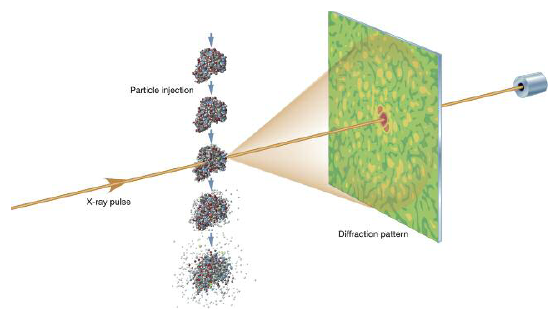 Particle injection
X-ray pulse
Diffraction pattern